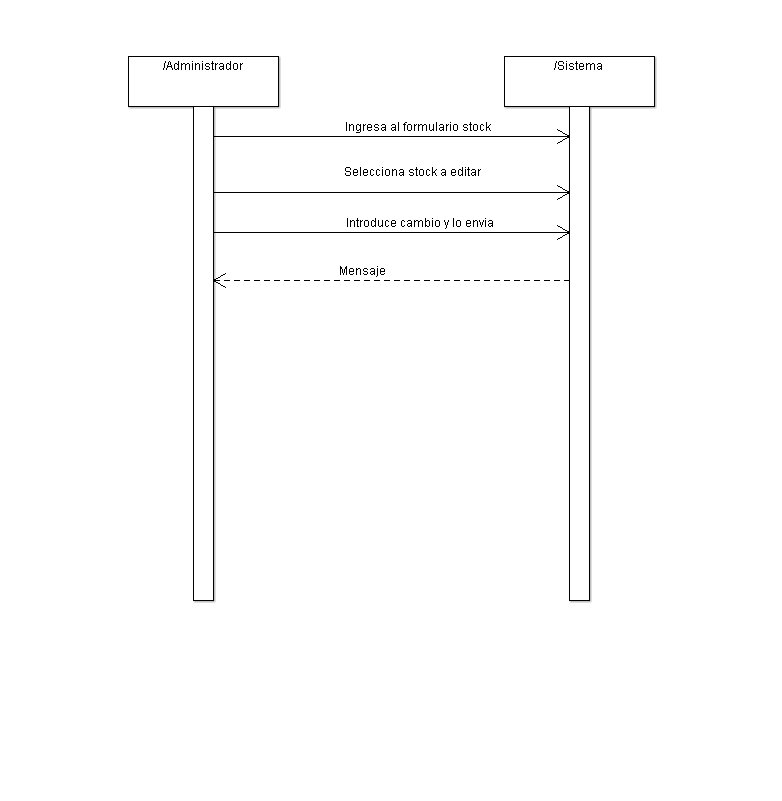 /Administrador
/Sistema
Ingresa al formulario stock
Selecciona stock a editar
Introduce cambio y lo envia
Mensaje